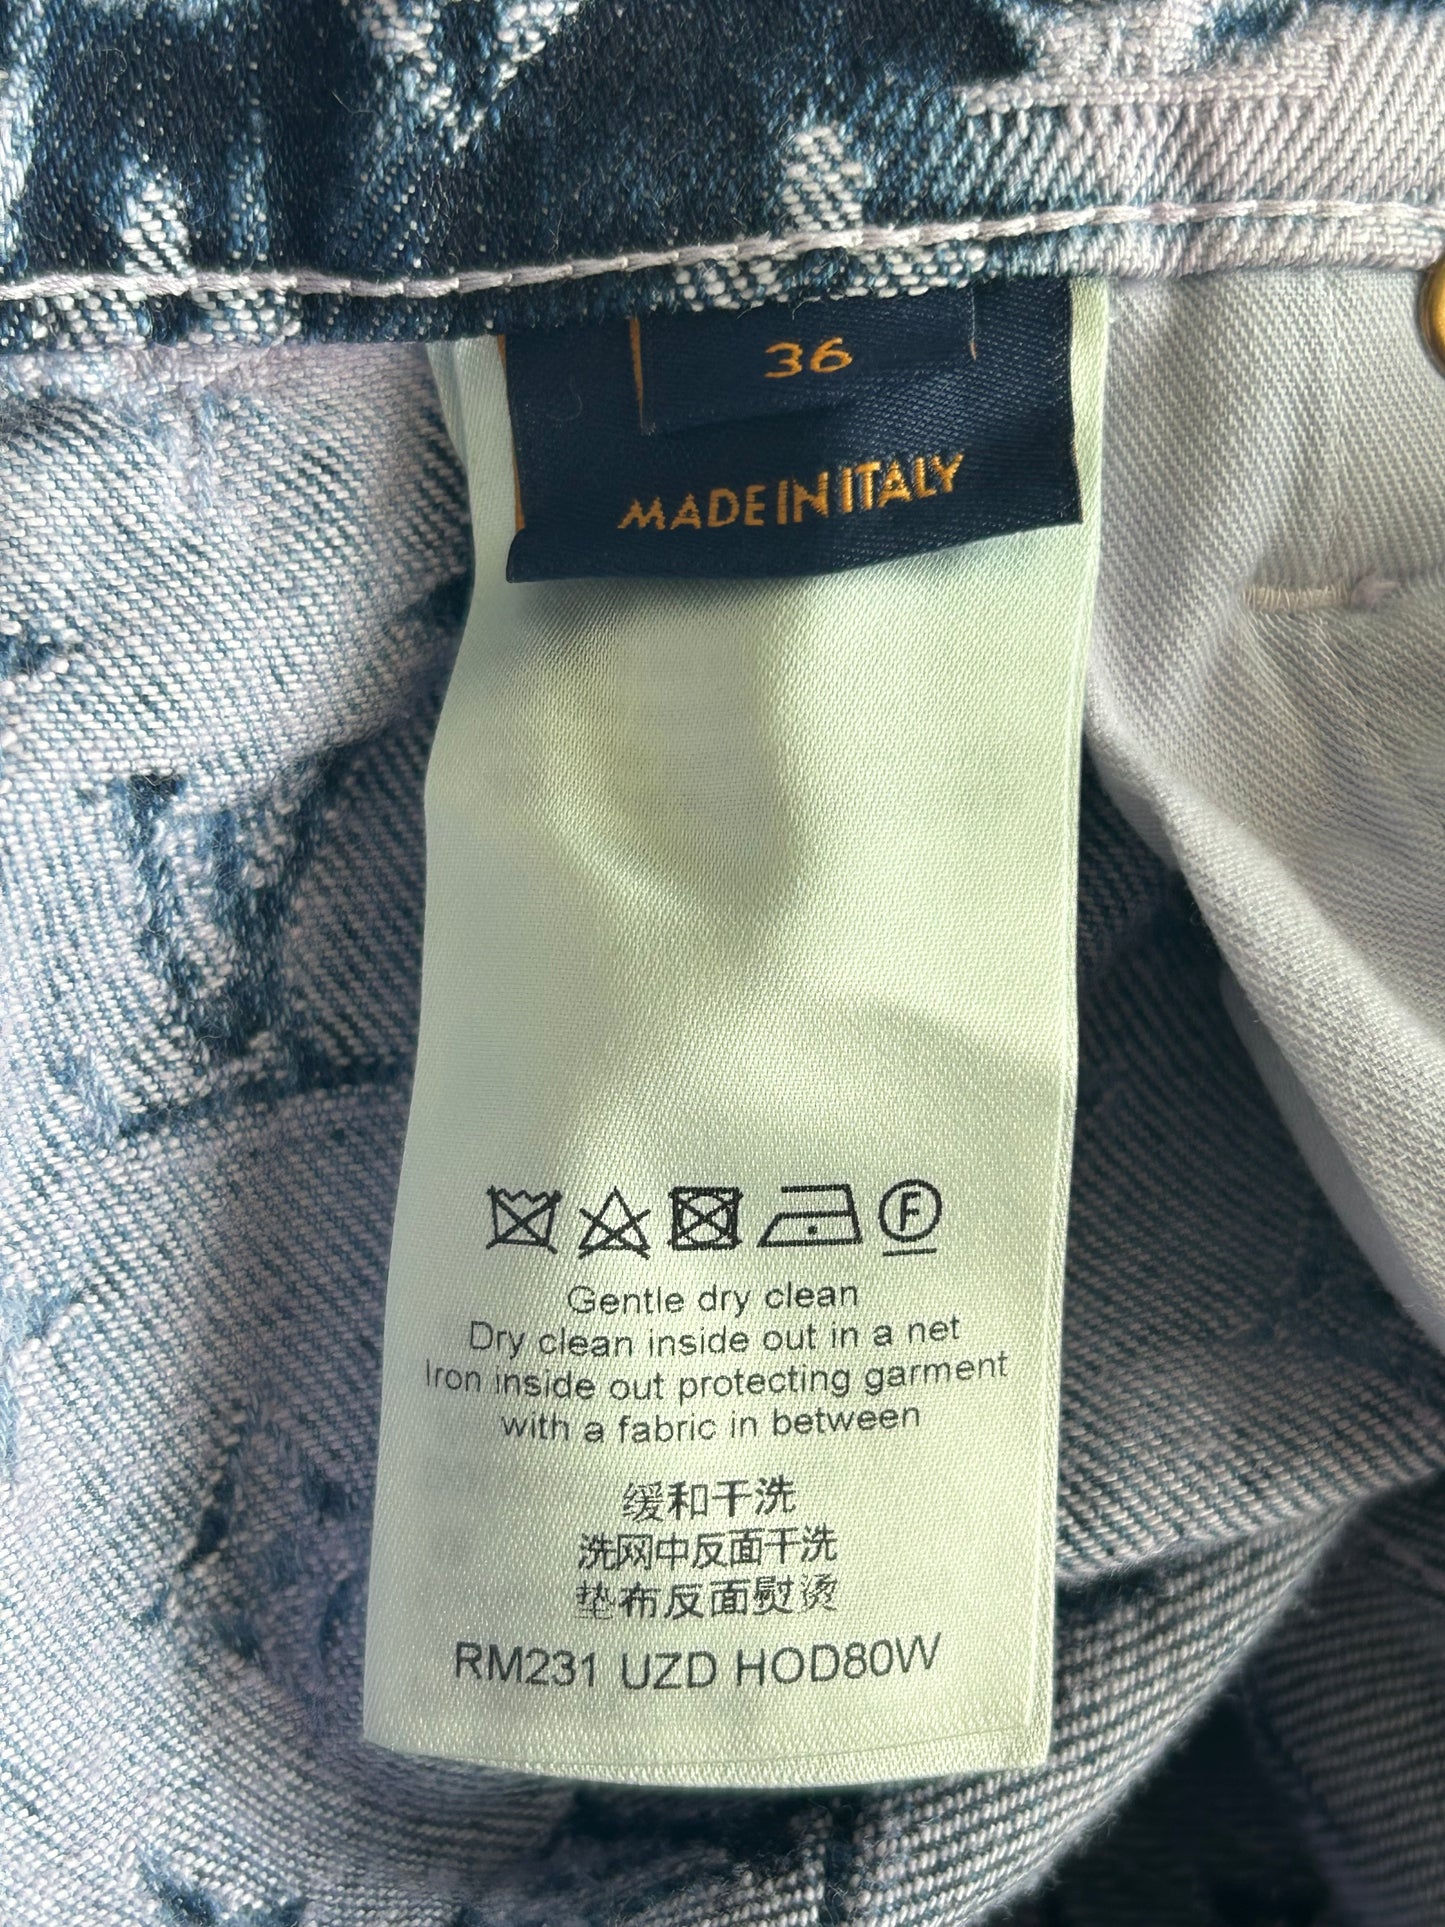 36
MADE IN ITALY
F
Gentle dry clean
Dry clean inside out in a net
Iron inside out protecting garment
with a fabric in between
缓和干洗
洗网中反面干洗
垫布反面熨烫
RM231 UZD HOD80W